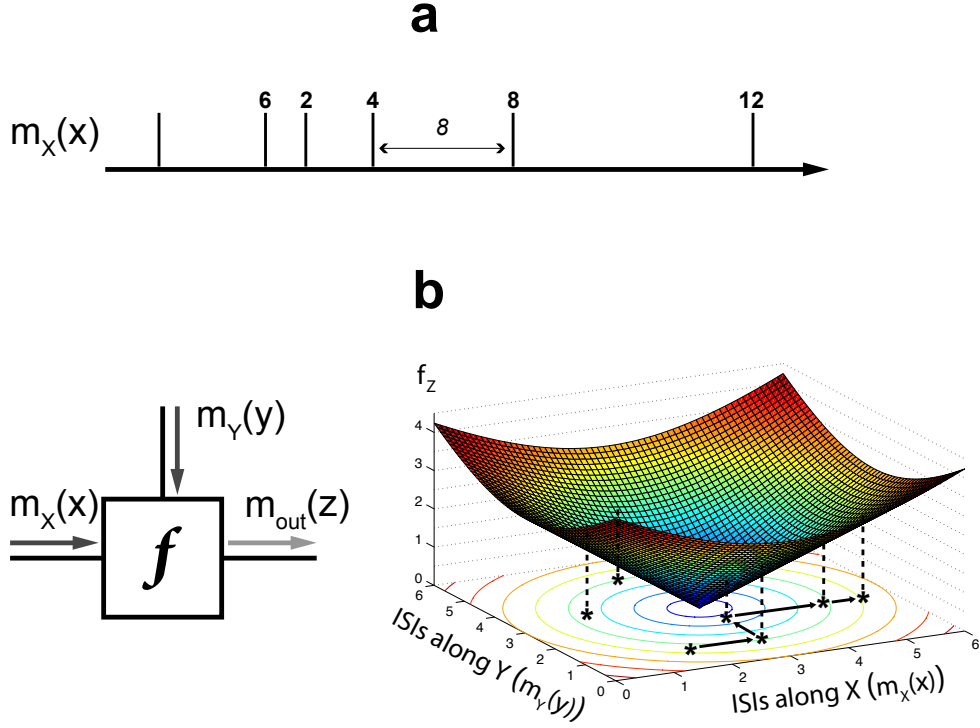 a
6 2 4 8 12
m_X(x)
8
b
m_Y(y)
m_X(x)
m_out(z)
f
f_Z
4
3
2
1
0
6
5
4
3
2
1
0
ISIs along Y (m_Y(y))
0
1
2
3
4
5
6
ISIs along X (m_X(x))